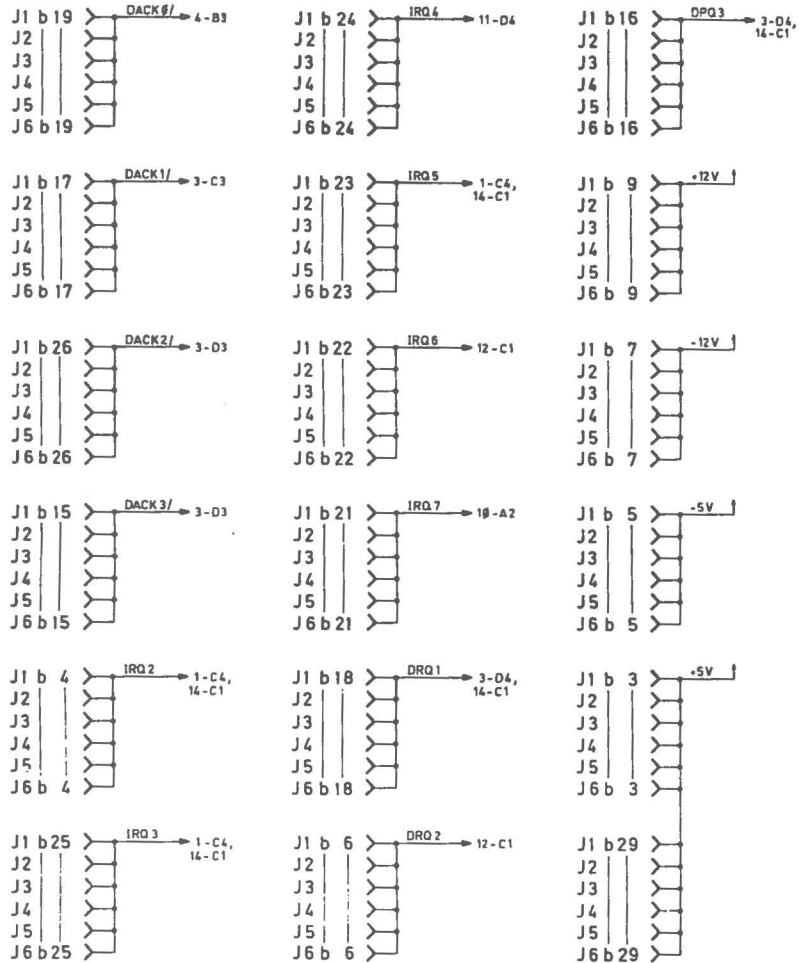 J1 b 19 DACKØ/ 4-B3
J2
J3
J4
J5
J6 b 19
J1 b 17 DACK1/ 3-C3
J2
J3
J4
J5
J6 b 17
J1 b 26 DACK2/ 3-D3
J2
J3
J4
J5
J6 b 26
J1 b 15 DACK3/ 3-D3
J2
J3
J4
J5
J6 b 15
J1 b 4 IRQ2 1-C4,
14-C1
J2
J3
J4
J5
J6 b 4
J1 b 25 IRQ3 1-C4,
14-C1
J2
J3
J4
J5
J6 b 25
J1 b 24 IRQ4 11-D4
J2
J3
J4
J5
J6 b 24
J1 b 23 IRQ5 1-C4,
14-C1
J2
J3
J4
J5
J6 b 23
J1 b 22 IRQ6 12-C1
J2
J3
J4
J5
J6 b 22
J1 b 21 IRQ7 1Ø-A2
J2
J3
J4
J5
J6 b 21
J1 b 18 DRQ1 3-D4,
14-C1
J2
J3
J4
J5
J6 b 18
J1 b 6 DRQ2 12-C1
J2
J3
J4
J5
J6 b 6
J1 b 16 DPQ3 3-D4,
14-C1
J2
J3
J4
J5
J6 b 16
J1 b 9 +12V
J2
J3
J4
J5
J6 b 9
J1 b 7 -12V
J2
J3
J4
J5
J6 b 7
J1 b 5 -5V
J2
J3
J4
J5
J6 b 5
J1 b 3 +5V
J2
J3
J4
J5
J6 b 3
J1 b 29
J2
J3
J4
J5
J6 b 29